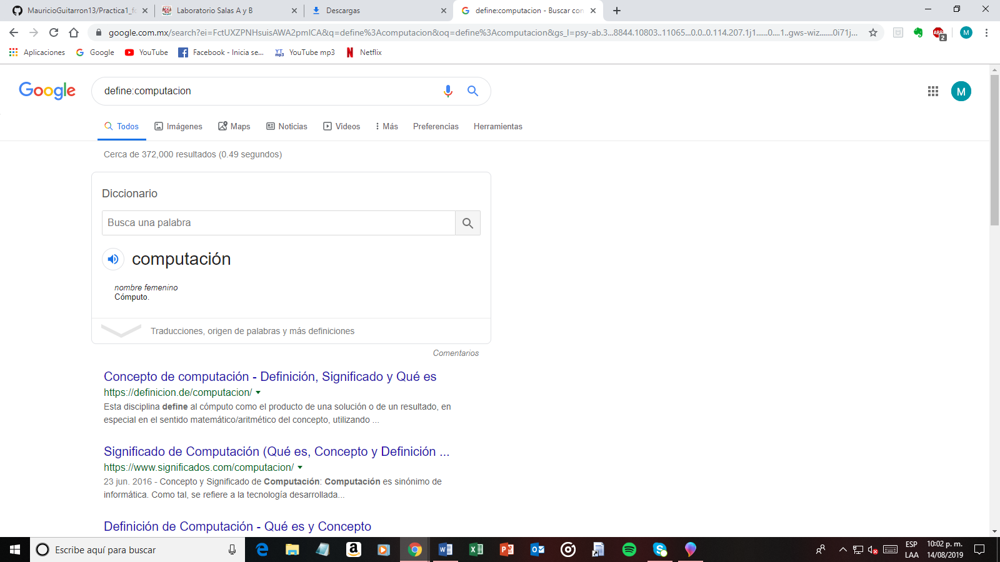 MauricioGuitarron13/Practica1_fo
Laboratorio Salas A y B
Descargas
define:computacion - Buscar con
google.com.mx/search?ei=FctUXZPNHsuisAWA2pmICA&q=define%3Acomputacion&oq=define%3Acomputacion&gs_l=psy-ab.3...8844.10803..11065...0.0..0.114.207.1j1......0....1..gws-wiz.......0i71j...
ABP 2
M
Aplicaciones
Google
YouTube
Facebook - Inicia se...
YT mp3 YouTube mp3
N Netflix
Google
define:computacion
M
Todos
Imágenes
Maps
Noticias
Videos
Más
Preferencias
Herramientas
Cerca de 372,000 resultados (0.49 segundos)
Diccionario
Busca una palabra
computación
nombre femenino
Cómputo.
Traducciones, origen de palabras y más definiciones
Comentarios
Concepto de computación - Definición, Significado y Qué es
https://definicion.de/computacion/
Esta disciplina define al cómputo como el producto de una solución o de un resultado, en
especial en el sentido matemático/aritmético del concepto, utilizando ...
Significado de Computación (Qué es, Concepto y Definición ...
https://www.significados.com/computacion/
23 jun. 2016 - Concepto y Significado de Computación: Computación es sinónimo de
informática. Como tal, se refiere a la tecnología desarrollada...
Definición de Computación - Qué es y Concepto
Escribe aquí para buscar
ESP
LAA
10:02 p. m.
14/08/2019